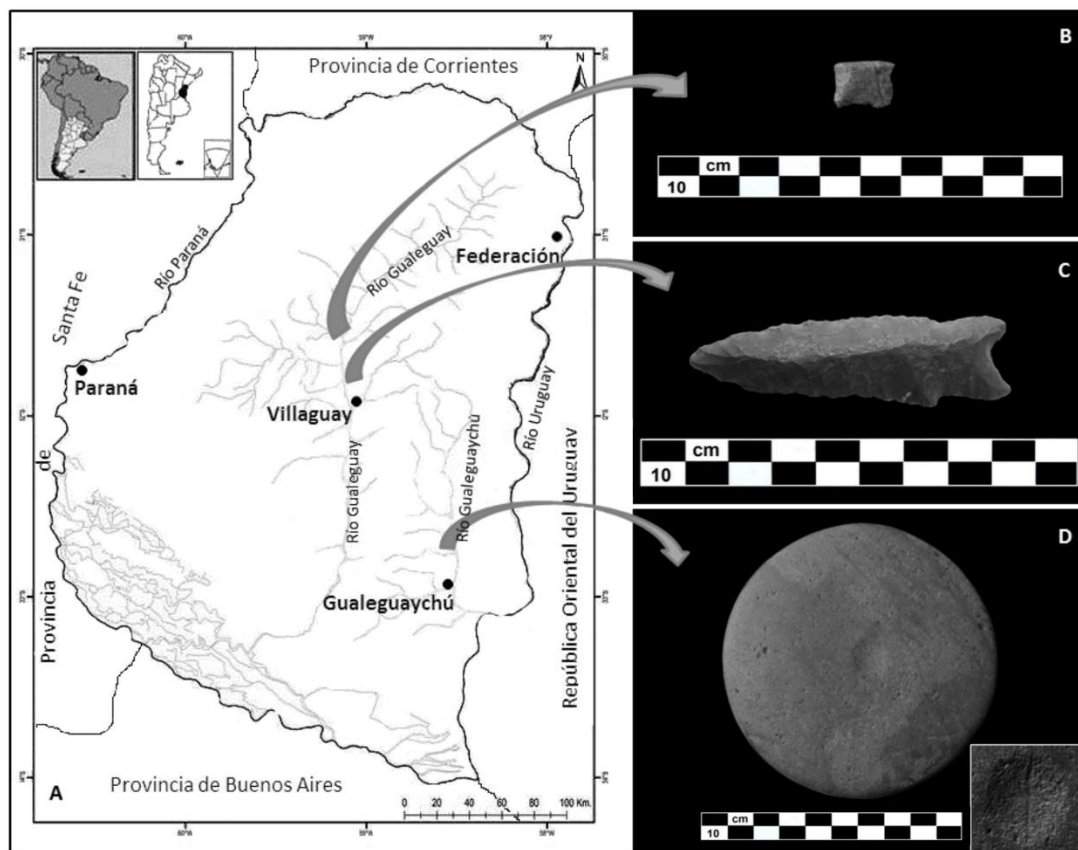 A
Provincia de Corrientes
N
Río Paraná
Santa Fe
de
Provincia
Río Gualeguay
Federación
Paraná
Villaguay
Río Gualeguay
Río Gualeguaychú
Río Uruguay
República Oriental del Uruguay
Gualeguaychú
Provincia de Buenos Aires
0 20 40 60 80 100 Km.
B
cm
10
C
cm
10
D
cm
10